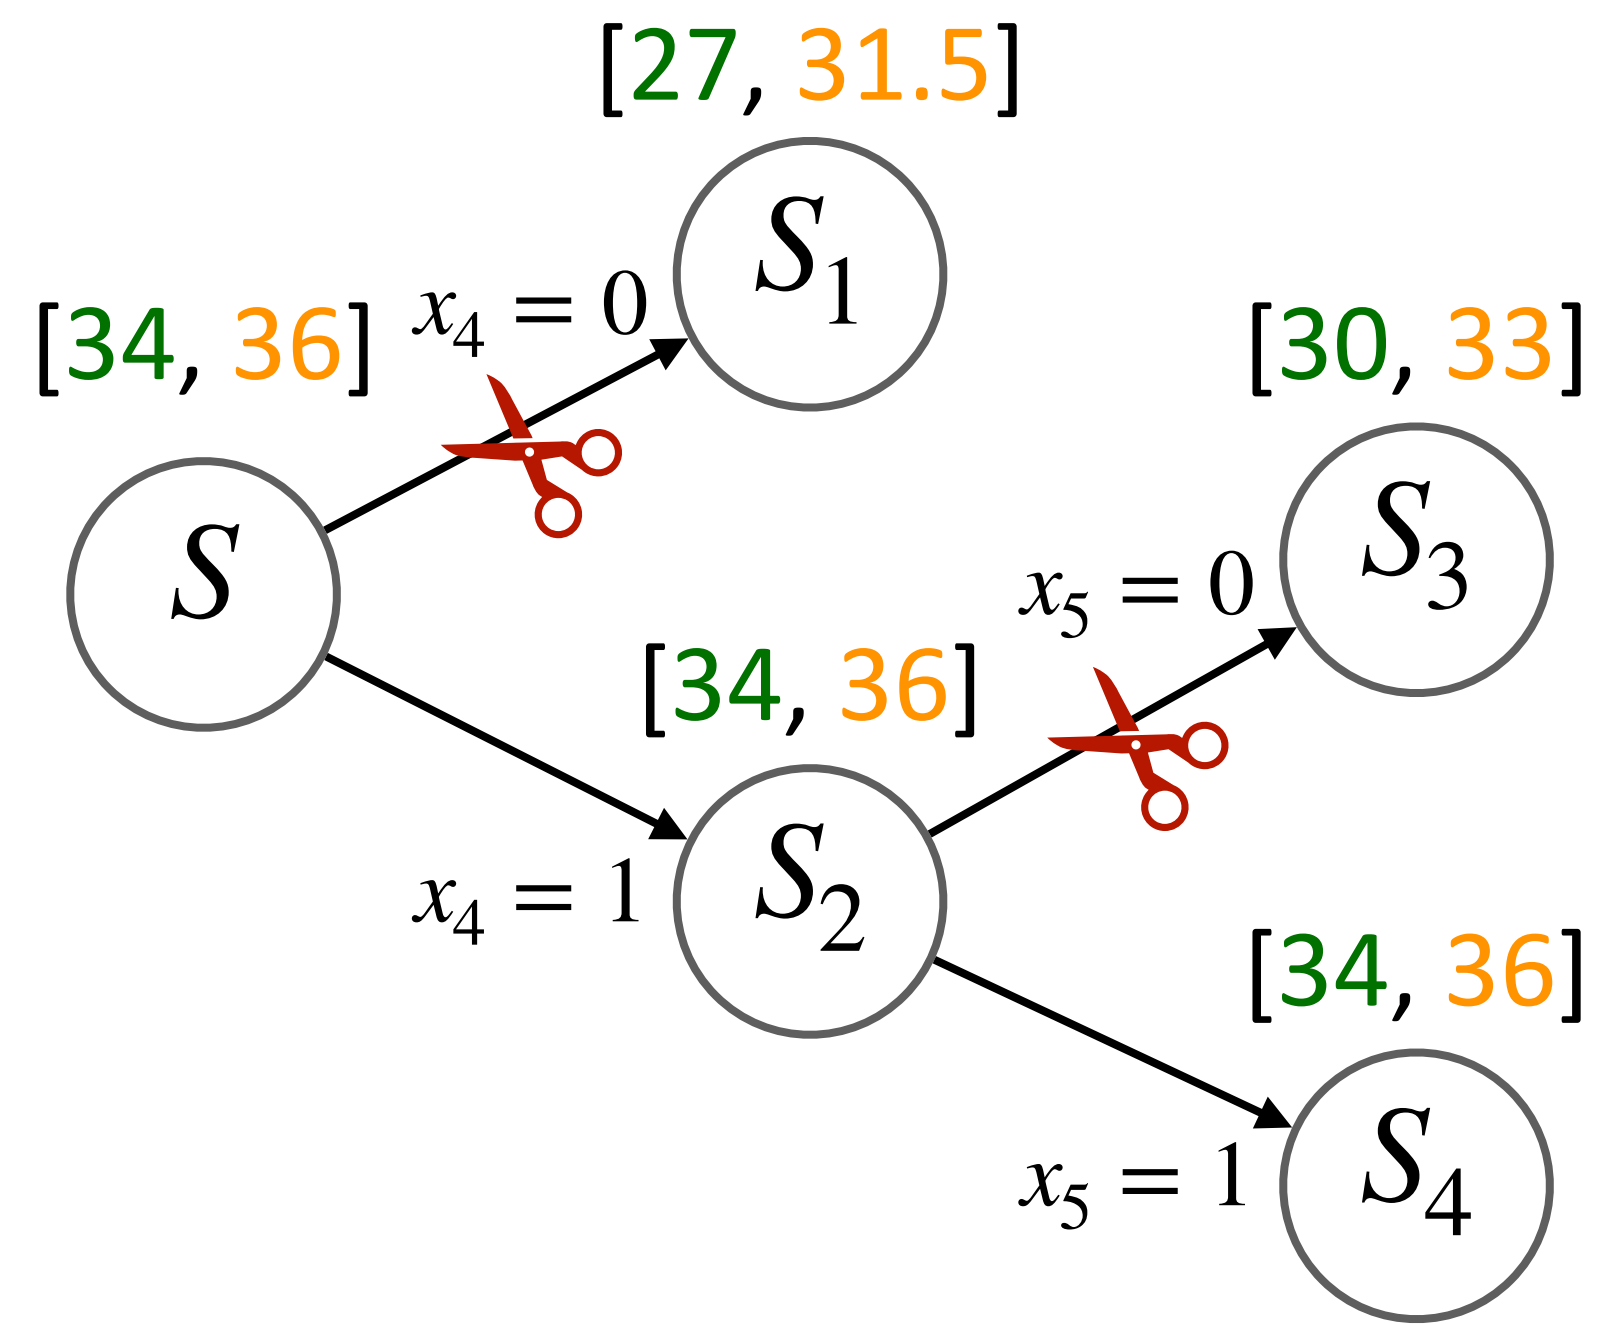 [27, 31.5]
S₁
x₄ = 0
[34, 36]
[30, 33]
S
S₃
x₅ = 0
[34, 36]
x₄ = 1
S₂
[34, 36]
x₅ = 1
S₄